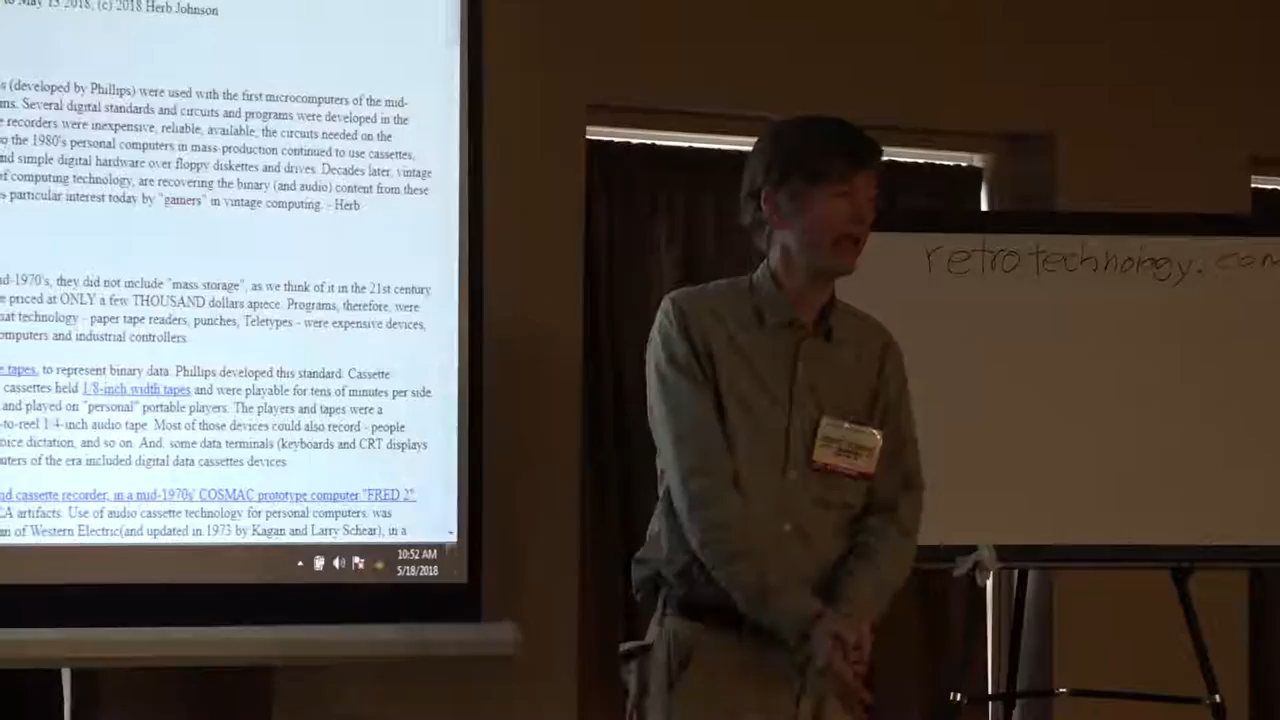 to May 13 2018, (c) 2018 Herb Johnson
s (developed by Phillips) were used with the first microcomputers of the mid-
ms. Several digital standards and circuits and programs were developed in the
e recorders were inexpensive, reliable, available, the circuits needed on the
o the 1980's personal computers in mass-production continued to use cassettes,
nd simple digital hardware over floppy diskettes and drives. Decades later, vintage
of computing technology, are recovering the binary (and audio) content from these
s particular interest today by "gamers" in vintage computing. - Herb
id-1970's, they did not include "mass storage", as we think of it in the 21st century.
e priced at ONLY a few THOUSAND dollars apiece. Programs, therefore, were
hat technology - paper tape readers, punches, Teletypes - were expensive devices,
omputers and industrial controllers.
e tapes, to represent binary data. Phillips developed this standard. Cassette
cassettes held 1/8-inch width tapes and were playable for tens of minutes per side
and played on "personal" portable players. The players and tapes were a
-to-reel 1/4-inch audio tape. Most of those devices could also record - people
oice dictation, and so on. And, some data terminals (keyboards and CRT displays
uters of the era included digital data cassettes devices
nd cassette recorder, in a mid-1970s' COSMAC prototype computer "FRED 2"
CA artifacts. Use of audio cassette technology for personal computers, was
an of Western Electric(and updated in 1973 by Kagan and Larry Schear), in a
10:52 AM
5/18/2018
retrotechnology.com